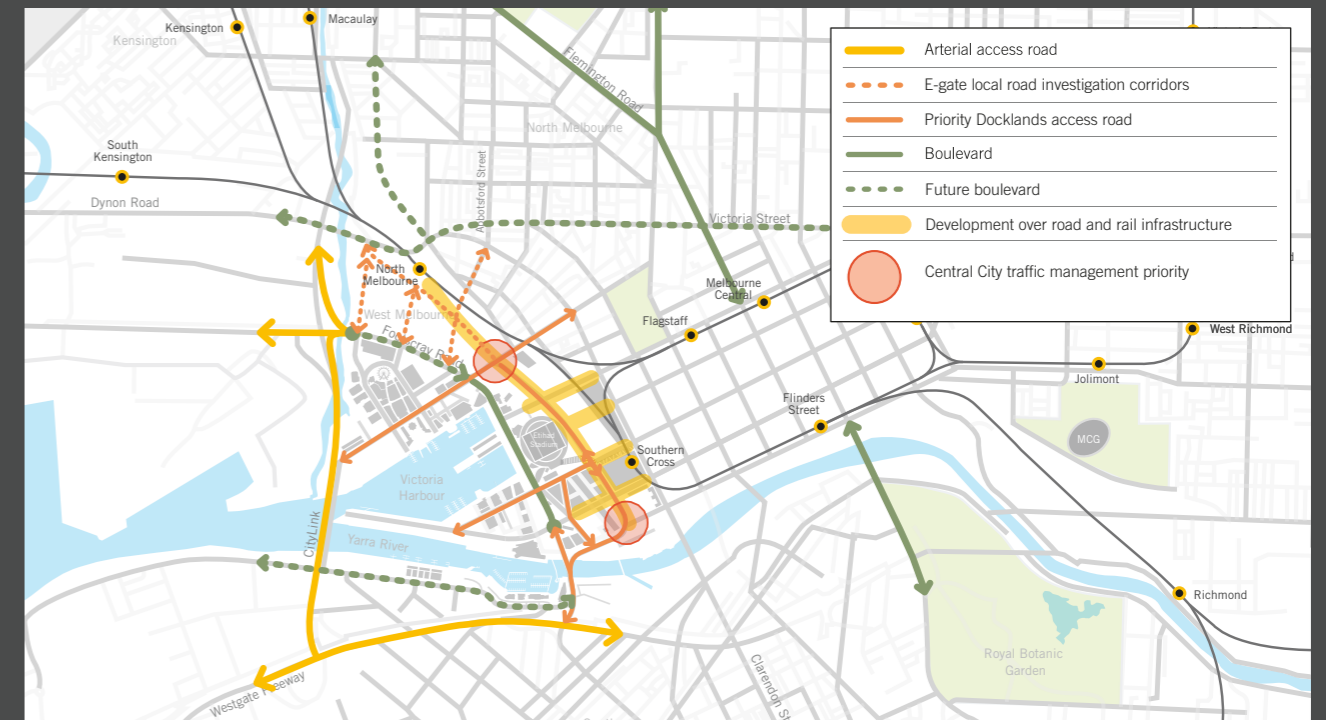 Kensington
Macaulay
Kensington
Flemington Road
North Melbourne
South
Kensington
Dynon Road
Abbotsford Street
Victoria Street
North
Melbourne
West Melbourne
Footscray Road
Melbourne
Central
Flagstaff
Arterial access road
E-gate local road investigation corridors
Priority Docklands access road
Boulevard
Future boulevard
Development over road and rail infrastructure
Central City traffic management priority
West Richmond
Jolimont
Flinders
Street
MCG
Etihad
Stadium
Southern
Cross
Victoria
Harbour
CityLink
Yarra River
Richmond
Royal Botanic
Garden
Westgate Freeway
Clarendon St